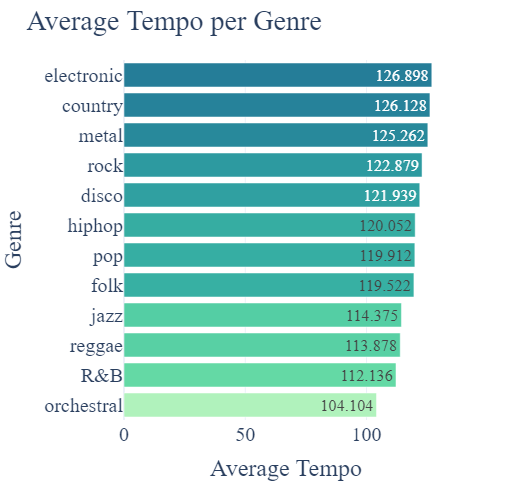 Average Tempo per Genre
electronic 126.898
country 126.128
metal 125.262
rock 122.879
disco 121.939
hiphop 120.052
pop 119.912
folk 119.522
jazz 114.375
reggae 113.878
R&B 112.136
orchestral 104.104
0 50 100
Average Tempo
Genre